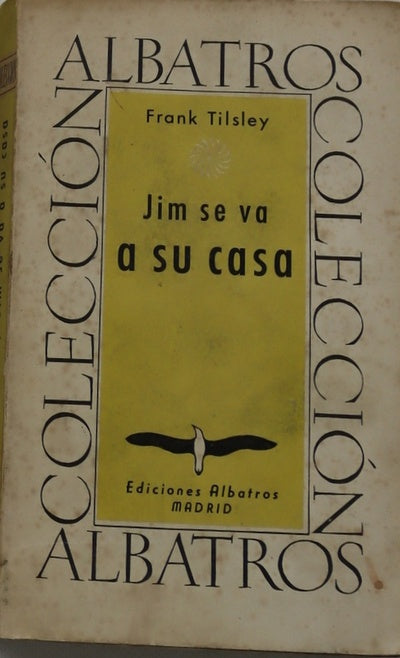 ALBATROS
COLECCIÓN
COLECCIÓN
Frank Tilsley
Jim se va
a su casa
Ediciones Albatros
MADRID
ALBATROS